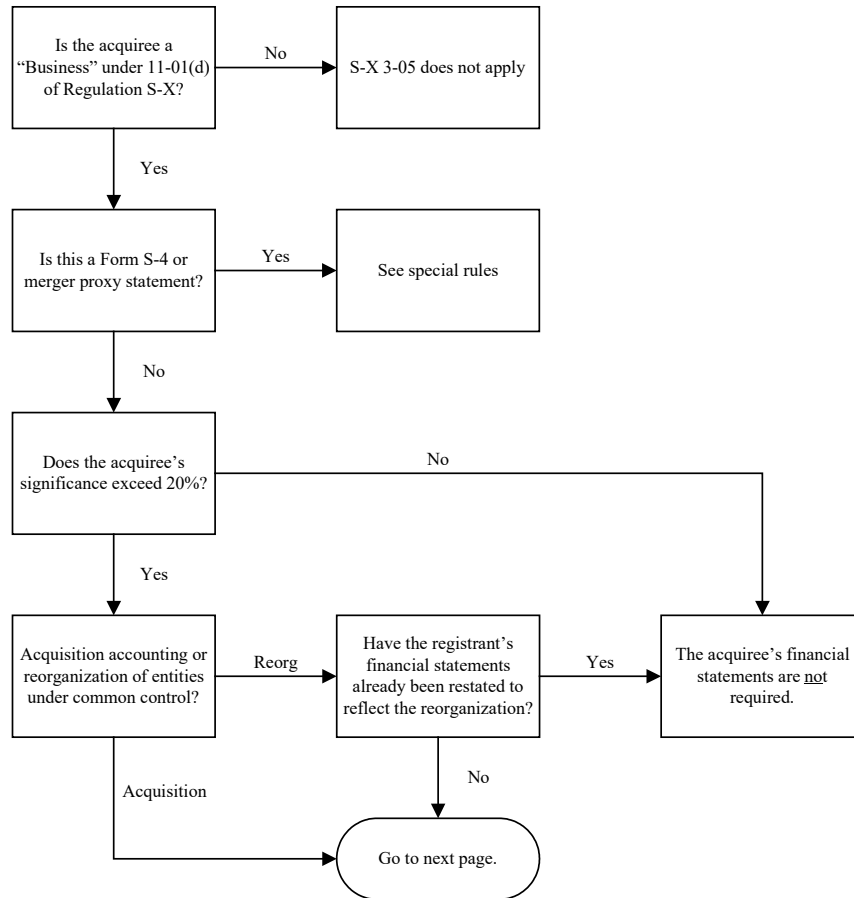 Is the acquiree a
“Business” under 11-01(d)
of Regulation S-X?
No
S-X 3-05 does not apply
Yes
Is this a Form S-4 or
merger proxy statement?
Yes
See special rules
No
Does the acquiree’s
significance exceed 20%?
No
Yes
Acquisition accounting or
reorganization of entities
under common control?
Reorg
Have the registrant’s
financial statements
already been restated to
reflect the reorganization?
Yes
The acquiree’s financial
statements are not
required.
Acquisition
No
Go to next page.